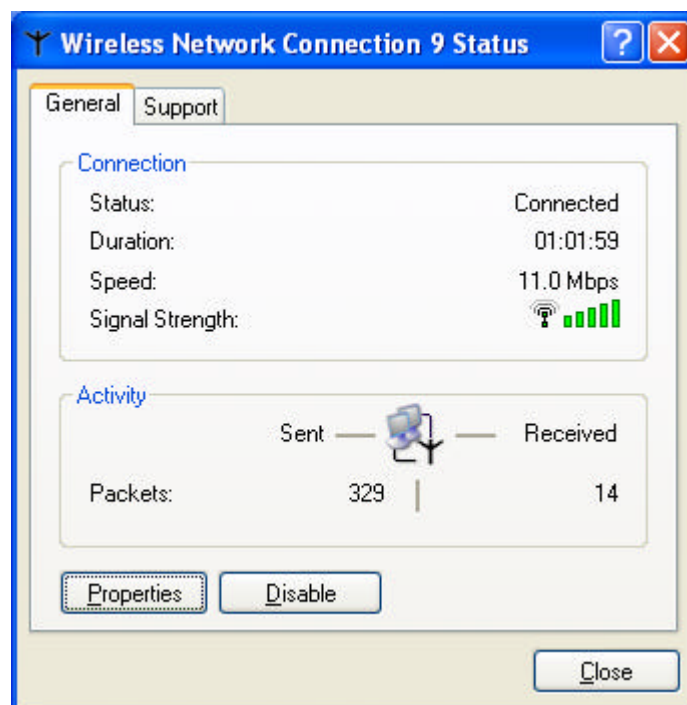 Wireless Network Connection 9 Status
General Support
Connection
Status: Connected
Duration: 01:01:59
Speed: 11.0 Mbps
Signal Strength:
Activity
Sent Received
Packets: 329 14
Properties Disable
Close